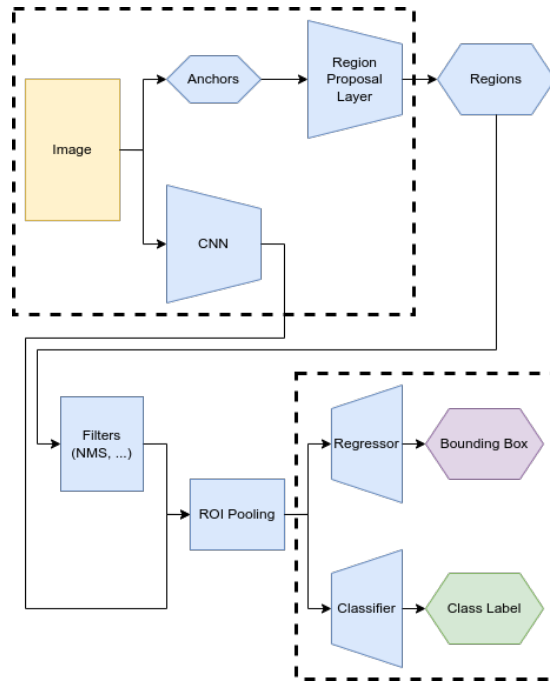 Anchors
Region
Proposal
Layer
Regions
Image
CNN
Filters
(NMS, ...)
Regressor
Bounding Box
ROI Pooling
Classifier
Class Label